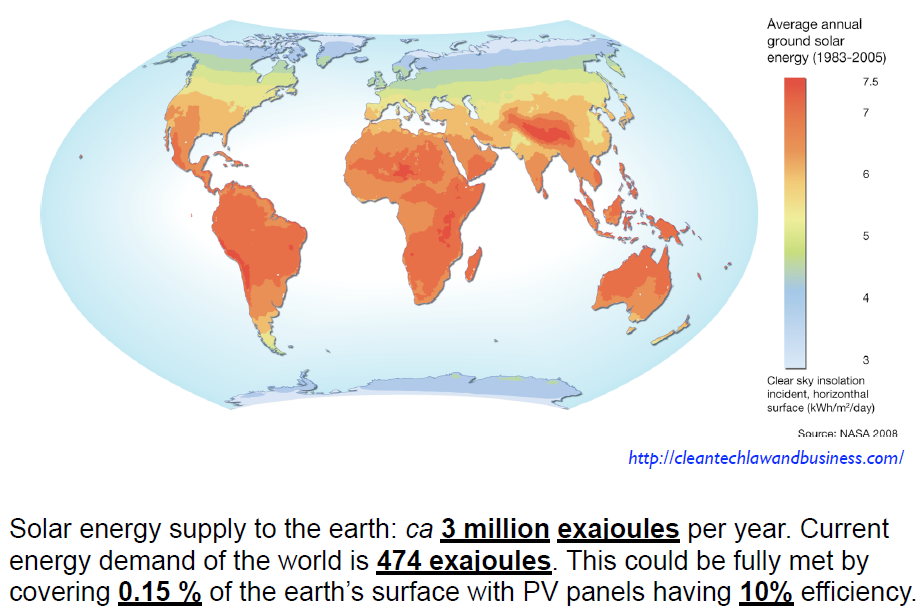 Average annual
ground solar
energy (1983-2005)
7.5
7
6
5
4
3
Clear sky insolation
incident, horizonthal
surface (kWh/m²/day)
Source: NASA 2008
http://cleantechlawandbusiness.com/
Solar energy supply to the earth: ca 3 million exajoules per year. Current
energy demand of the world is 474 exajoules. This could be fully met by
covering 0.15 % of the earth's surface with PV panels having 10% efficiency.